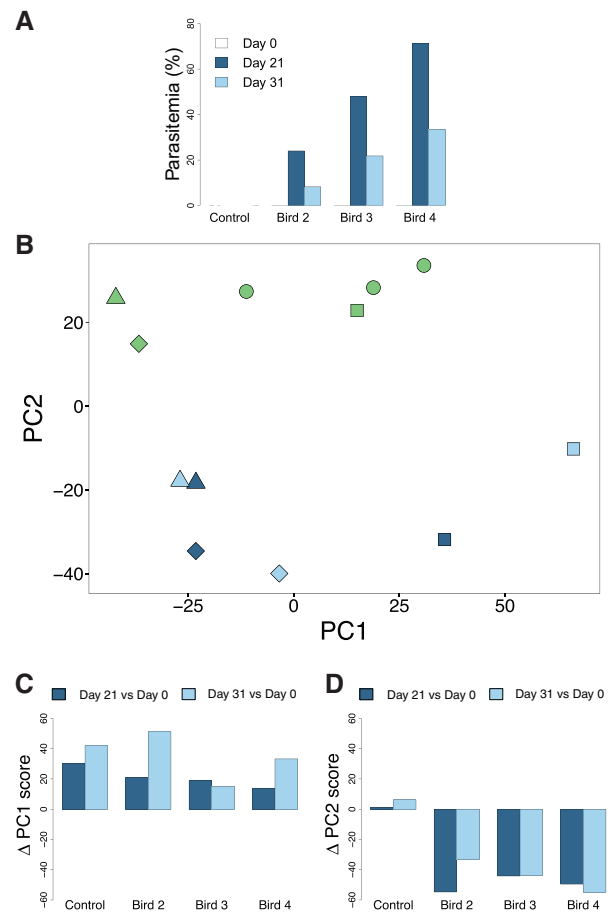 A
Parasitemia (%)
80
60
40
20
0
Day 0
Day 21
Day 31
Control Bird 2 Bird 3 Bird 4
B
PC2
20
0
−20
−40
−25 0 25 50
PC1
C
Day 21 vs Day 0 Day 31 vs Day 0
Δ PC1 score
60
40
20
0
−20
−40
−60
Control Bird 2 Bird 3 Bird 4
D
Day 21 vs Day 0 Day 31 vs Day 0
Δ PC2 score
60
40
20
0
−20
−40
−60
Control Bird 2 Bird 3 Bird 4